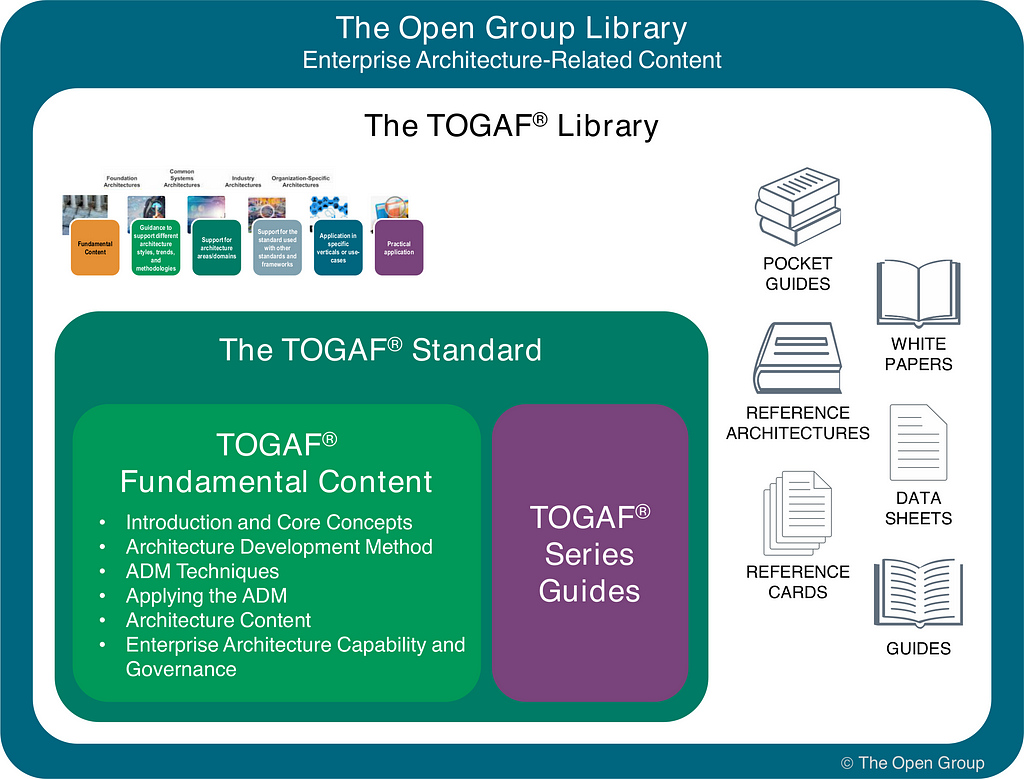 The Open Group Library
Enterprise Architecture-Related Content
The TOGAF® Library
Foundation
Architectures
Common
Systems
Architectures
Industry
Architectures
Organization-Specific
Architectures
Fundamental
Content
Guidance to
support different
architecture
styles, trends,
and
methodologies
Support for
architecture
areas/domains
Support for the
standard used
with other
standards and
frameworks
Application in
specific
verticals or use-
cases
Practical
application
POCKET
GUIDES
WHITE
PAPERS
REFERENCE
ARCHITECTURES
DATA
SHEETS
REFERENCE
CARDS
GUIDES
The TOGAF® Standard
TOGAF®
Fundamental Content
• Introduction and Core Concepts
• Architecture Development Method
• ADM Techniques
• Applying the ADM
• Architecture Content
• Enterprise Architecture Capability and
Governance
TOGAF®
Series
Guides
© The Open Group